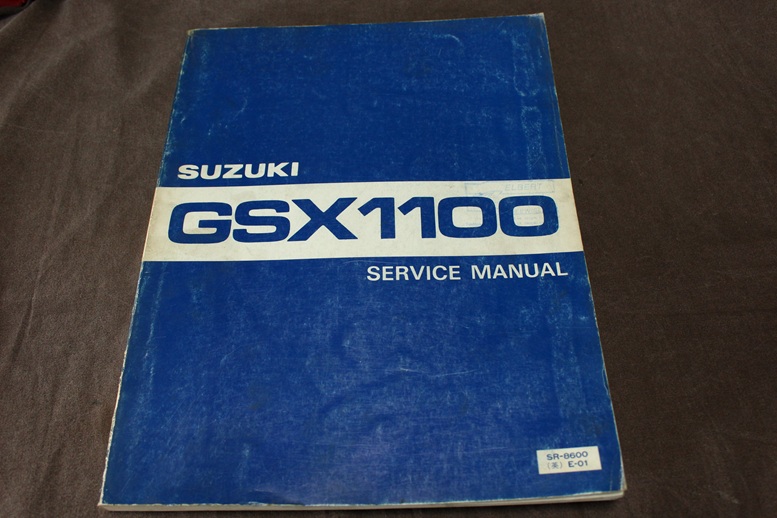 SUZUKI
GSX1100
SERVICE MANUAL
SR-8600
(英) E-01